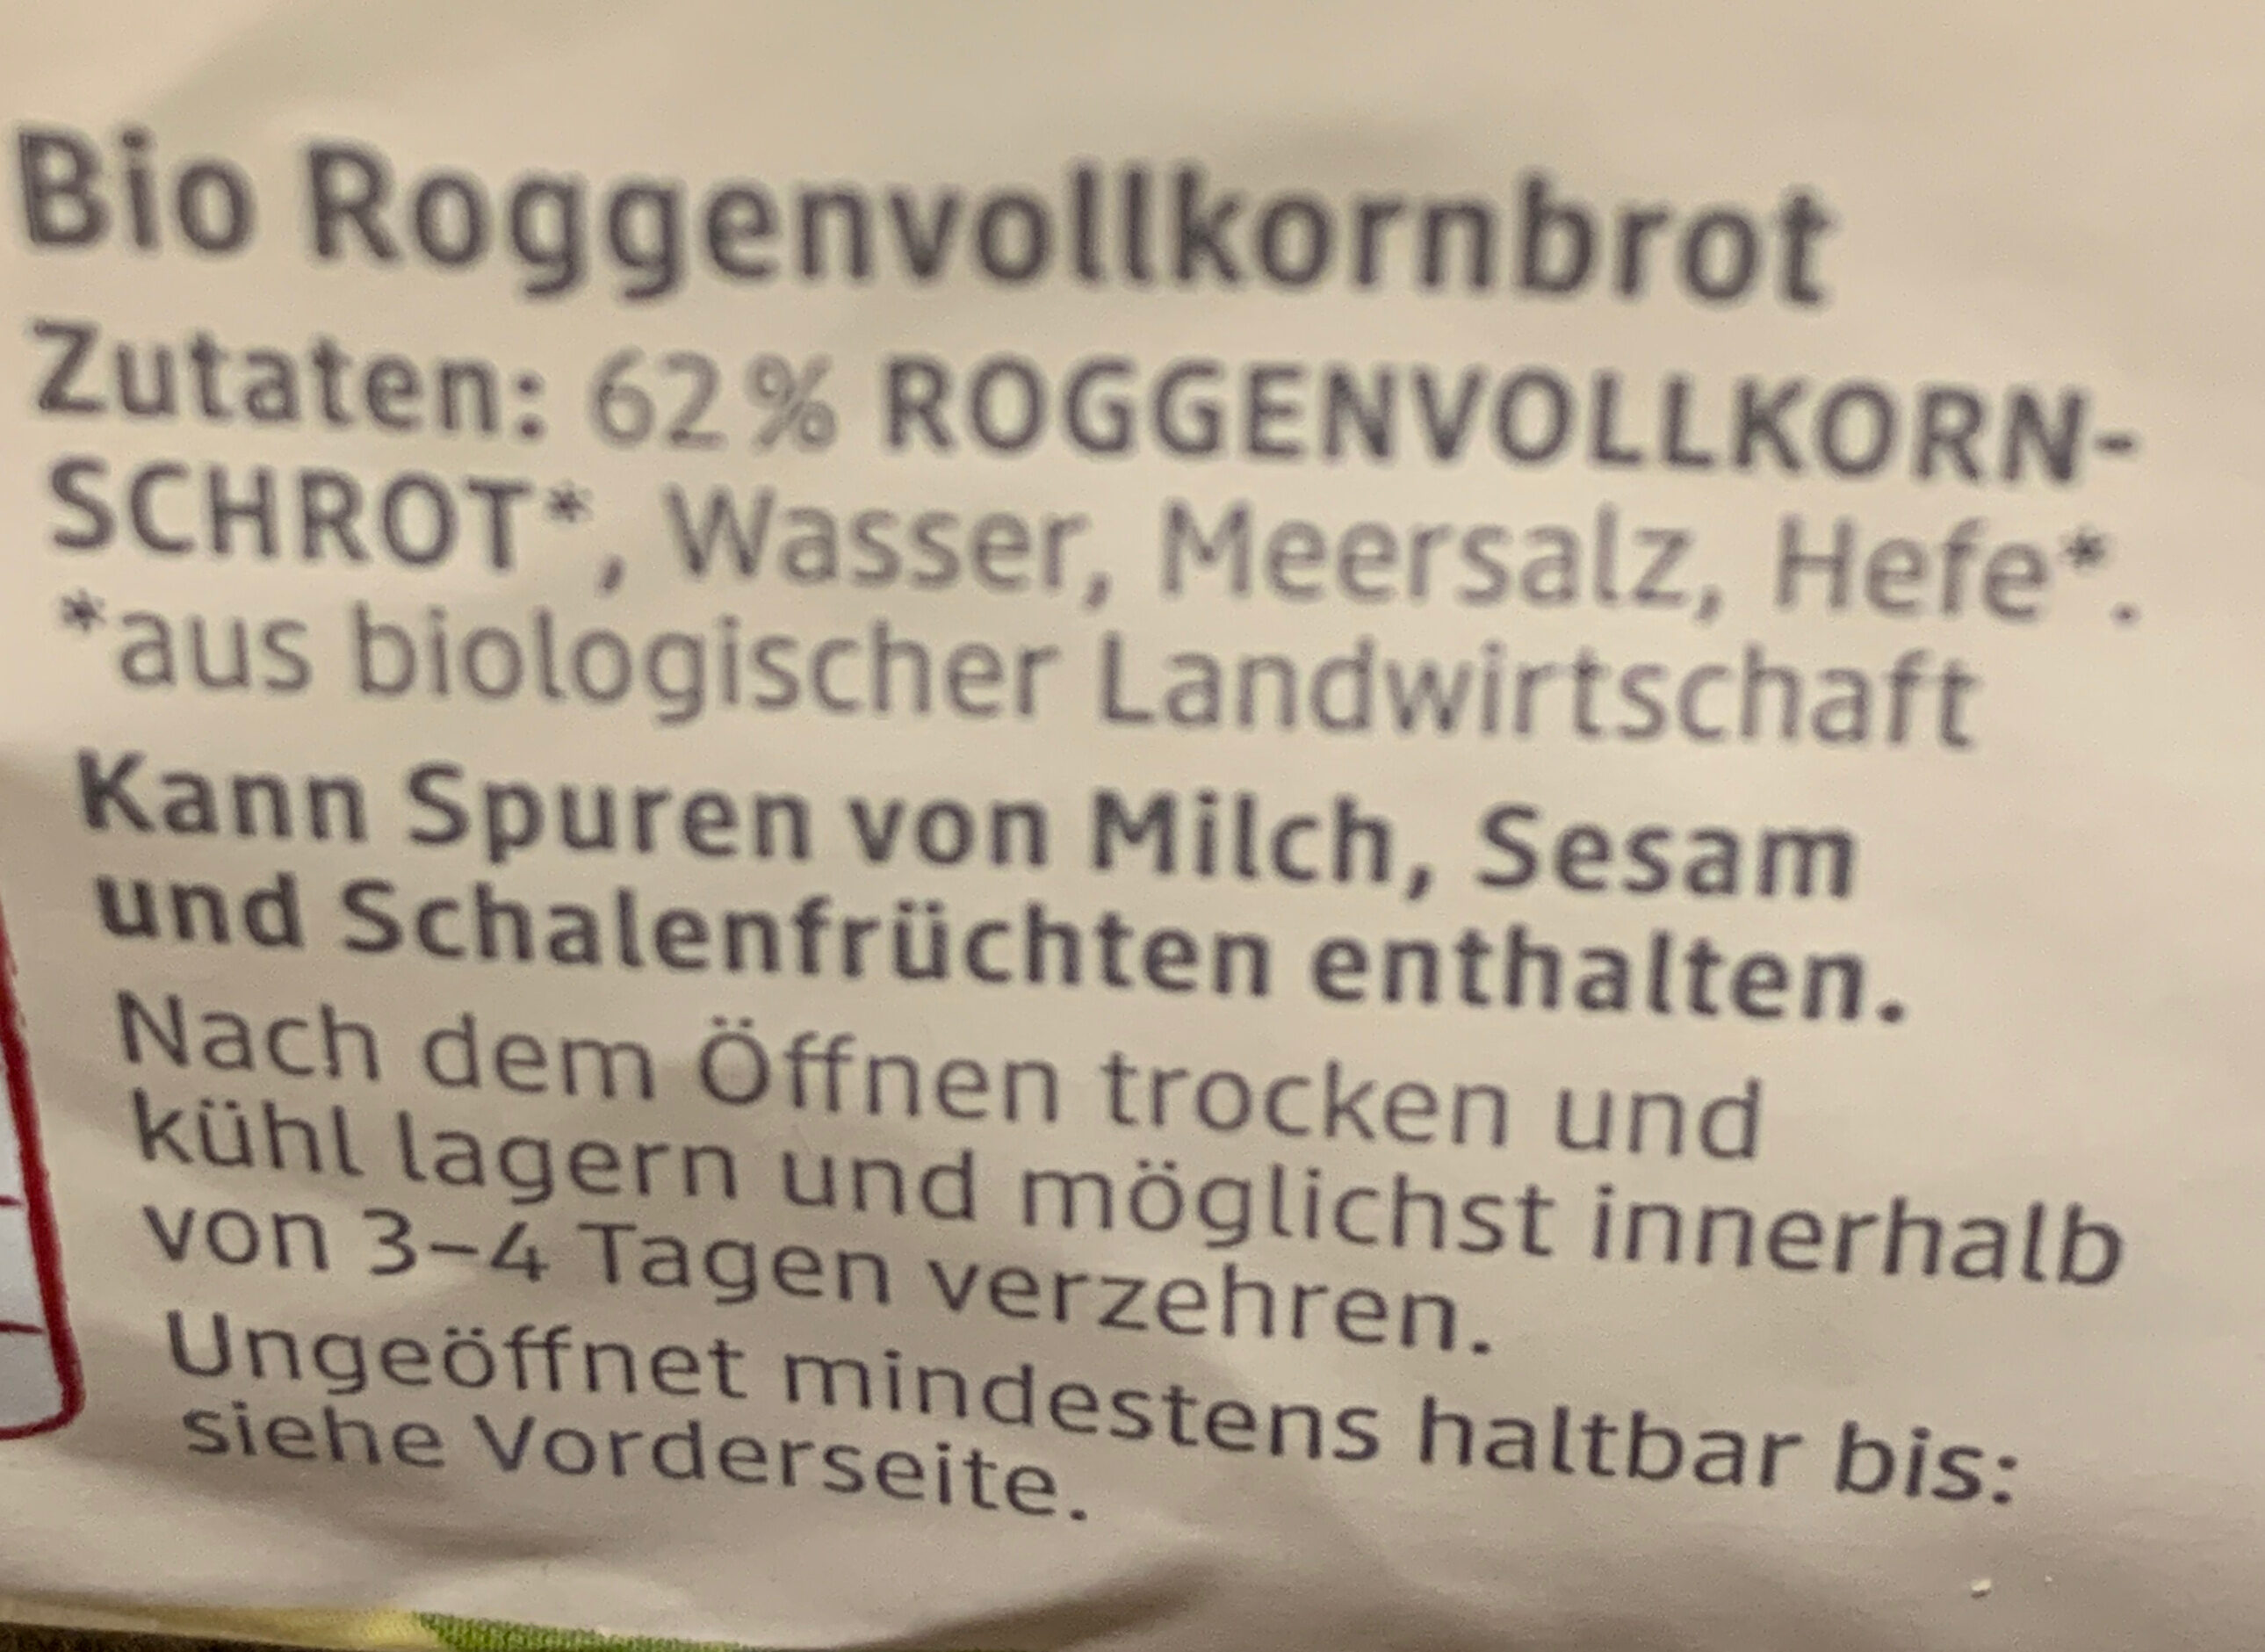 Bio Roggenvollkornbrot
Zutaten: 62% ROGGENVOLLKORN-
SCHROT*, Wasser, Meersalz, Hefe*.
*aus biologischer Landwirtschaft
Kann Spuren von Milch, Sesam
und Schalenfrüchten enthalten.
Nach dem Öffnen trocken und
kühl lagern und möglichst innerhalb
von 3–4 Tagen verzehren.
Ungeöffnet mindestens haltbar bis:
siehe Vorderseite.